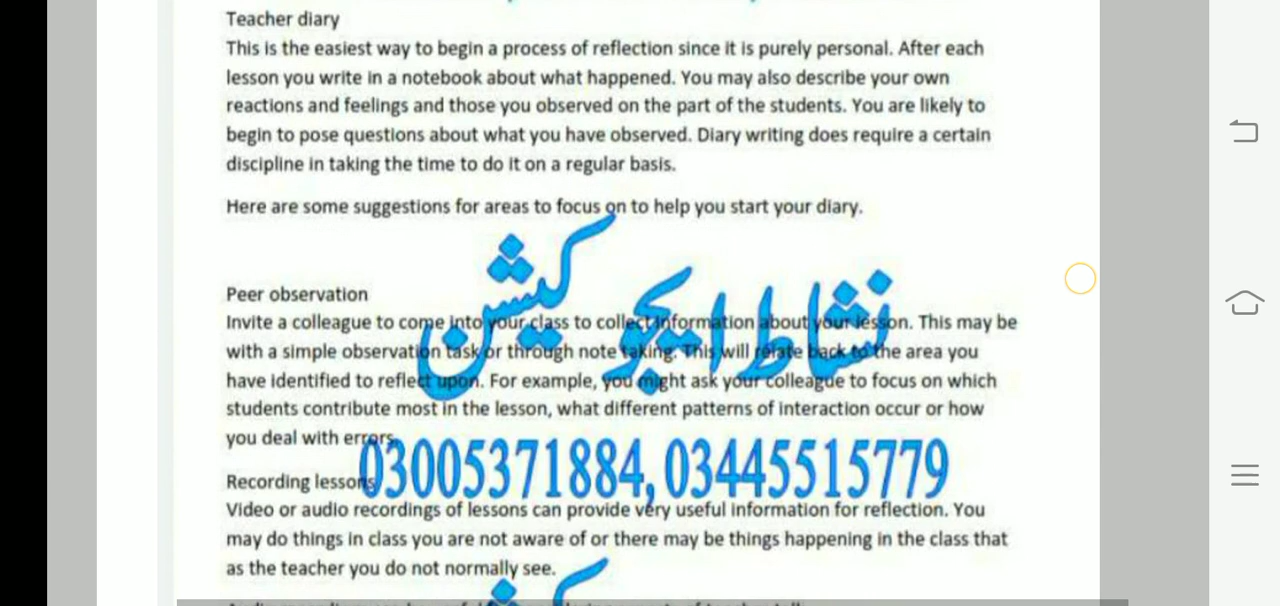 Teacher diary
This is the easiest way to begin a process of reflection since it is purely personal. After each
lesson you write in a notebook about what happened. You may also describe your own
reactions and feelings and those you observed on the part of the students. You are likely to
begin to pose questions about what you have observed. Diary writing does require a certain
discipline in taking the time to do it on a regular basis.
Here are some suggestions for areas to focus on to help you start your diary.
نشاط ایجوکیشن
Peer observation
Invite a colleague to come into your class to collect information about your lesson. This may be
with a simple observation task or through note taking. This will relate back to the area you
have identified to reflect upon. For example, you might ask your colleague to focus on which
students contribute most in the lesson, what different patterns of interaction occur or how
you deal with errors.
03005371884, 03445515779
Recording lessons
Video or audio recordings of lessons can provide very useful information for reflection. You
may do things in class you are not aware of or there may be things happening in the class that
as the teacher you do not normally see.